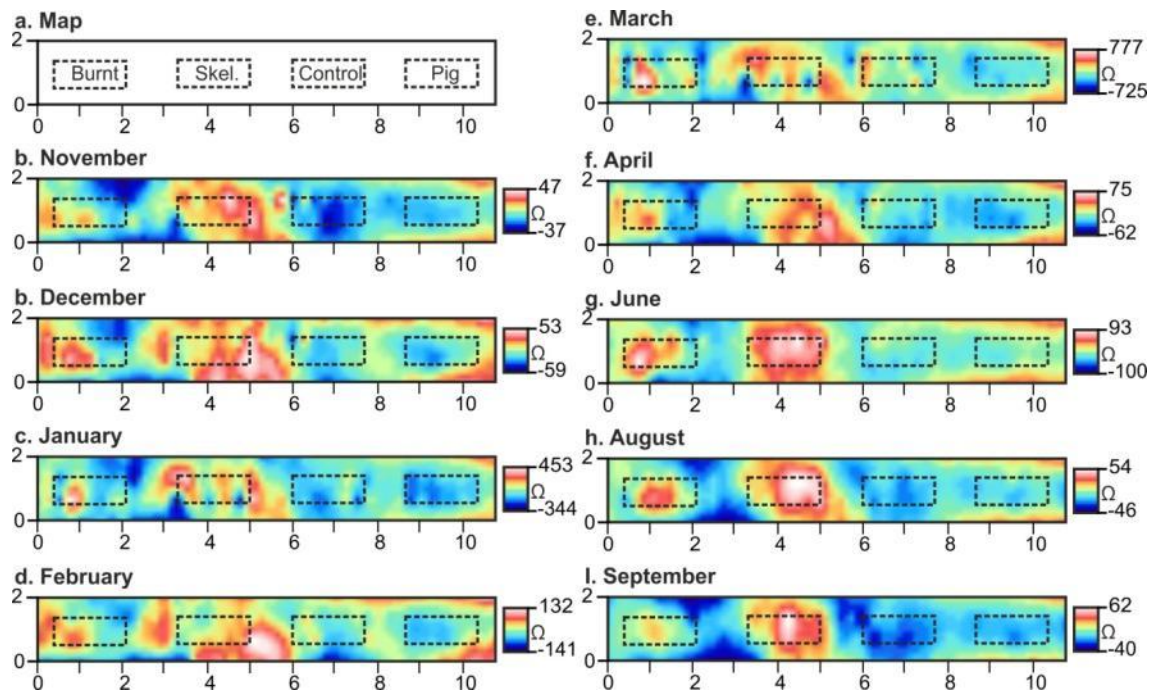 a. Map
2
Burnt Skel. Control Pig
0
0 2 4 6 8 10
b. November
2
0
0 2 4 6 8 10
47
Ω
-37
b. December
2
0
0 2 4 6 8 10
53
Ω
-59
c. January
2
0
0 2 4 6 8 10
453
Ω
-344
d. February
2
0
0 2 4 6 8 10
132
Ω
-141
e. March
2
0
0 2 4 6 8 10
777
Ω
-725
f. April
2
0
0 2 4 6 8 10
75
Ω
-62
g. June
2
0
0 2 4 6 8 10
93
Ω
-100
h. August
2
0
0 2 4 6 8 10
54
Ω
-46
I. September
2
0
0 2 4 6 8 10
62
Ω
-40